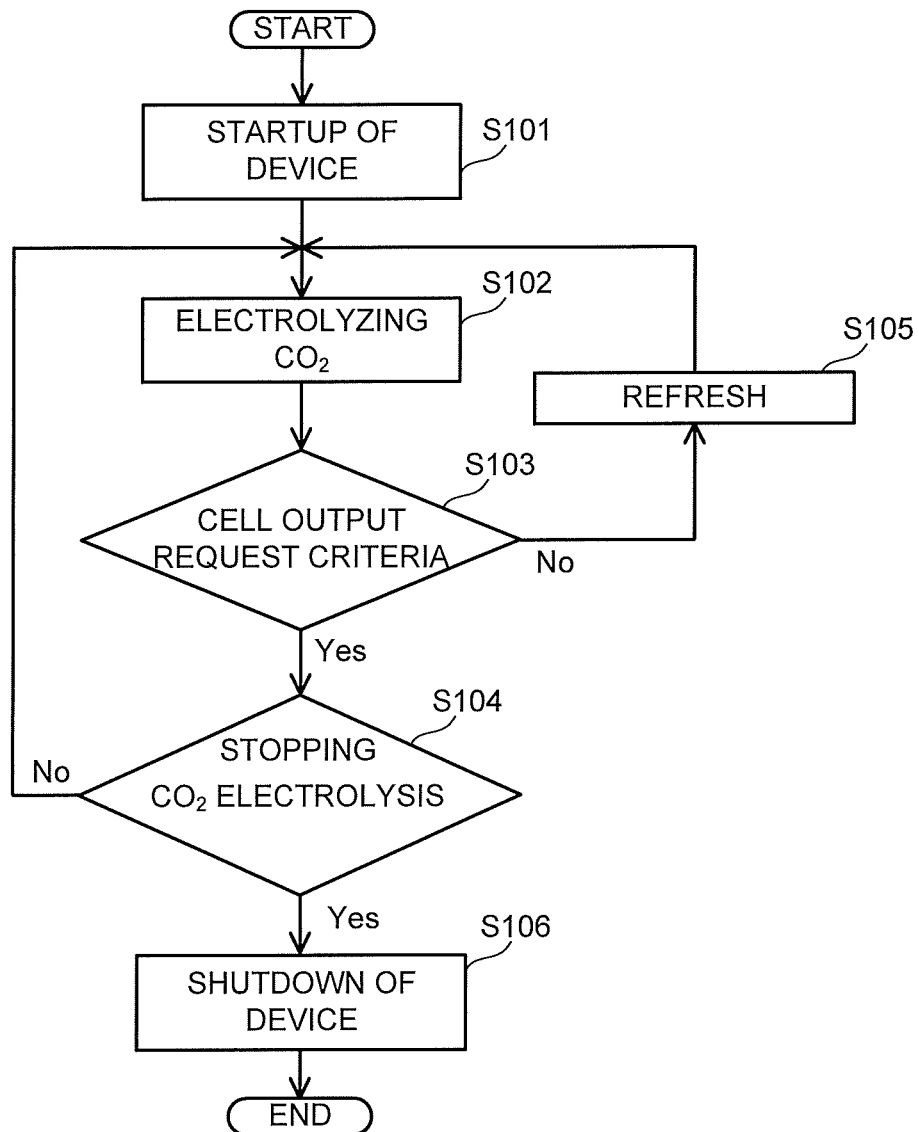 START
STARTUP OF
DEVICE
S101
ELECTROLYZING
CO₂
S102
REFRESH
S105
CELL OUTPUT
REQUEST CRITERIA
S103
No
Yes
STOPPING
CO₂ ELECTROLYSIS
S104
No
Yes
SHUTDOWN OF
DEVICE
S106
END